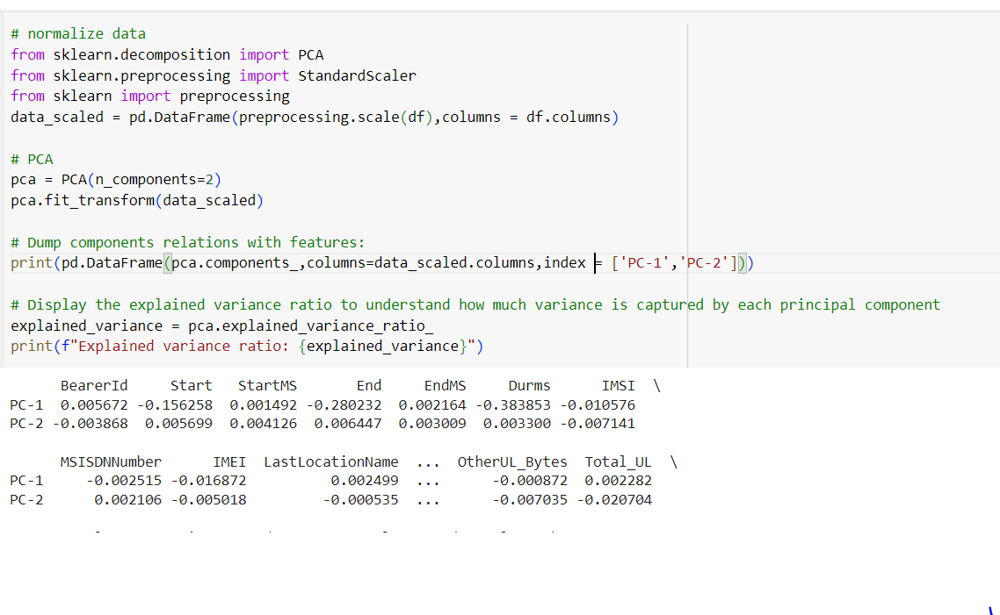 # normalize data
from sklearn.decomposition import PCA
from sklearn.preprocessing import StandardScaler
from sklearn import preprocessing
data_scaled = pd.DataFrame(preprocessing.scale(df),columns = df.columns)
# PCA
pca = PCA(n_components=2)
pca.fit_transform(data_scaled)
# Dump components relations with features:
print(pd.DataFrame(pca.components_,columns=data_scaled.columns,index = ['PC-1','PC-2']))
# Display the explained variance ratio to understand how much variance is captured by each principal component
explained_variance = pca.explained_variance_ratio_
print(f"Explained variance ratio: {explained_variance}")
BearerId Start StartMS End EndMS Durms IMSI \
PC-1 0.005672 -0.156258 0.001492 -0.280232 0.002164 -0.383853 -0.010576
PC-2 -0.003868 0.005699 0.004126 0.006447 0.003009 0.003300 -0.007141
MSISDNNumber IMEI LastLocationName ... OtherUL_Bytes Total_UL \
PC-1 -0.002515 -0.016872 0.002499 ... -0.000872 0.002282
PC-2 0.002106 -0.005018 -0.000535 ... -0.007035 -0.020704